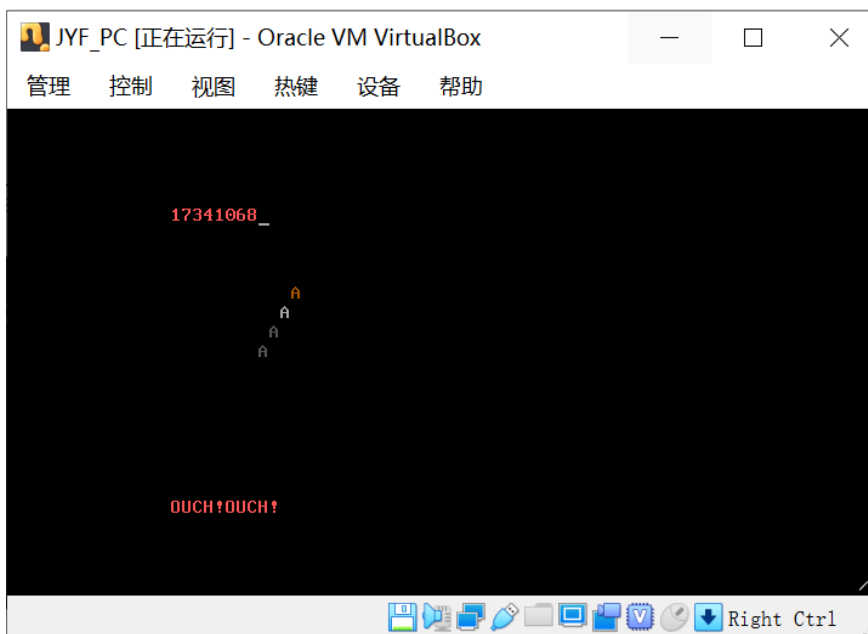 JYF_PC [正在运行] - Oracle VM VirtualBox
管理 控制 视图 热键 设备 帮助
17341068_
A
A
A
A
OUCH!OUCH!
Right Ctrl